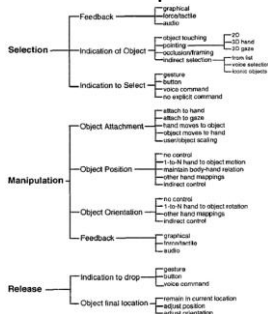 graphical
Feedback force/tactile
audio
object touching
2D
pointing 3D hand
3D gaze
Indication of Object occlusion/framing
Selection
indirect selection from list
voice selection
iconic objects
gesture
button
Indication to Select voice command
no explicit command
attach to hand
attach to gaze
Object Attachment hand moves to object
object moves to hand
user/object scaling
no control
1-to-N hand to object motion
Object Position maintain body-hand relation
other hand mappings
indirect control
Manipulation
no control
1-to-N hand to object rotation
Object Orientation other hand mappings
indirect control
graphical
Feedback force/tactile
audio
gesture
Indication to drop button
voice command
Release
remain in current location
Object final location adjust position
adjust orientation